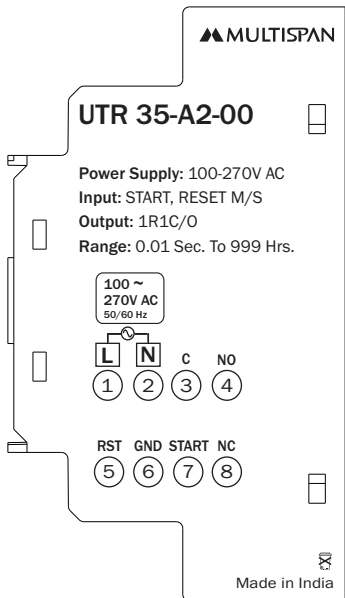 MULTISPAN
UTR 35-A2-00
Power Supply: 100-270V AC
Input: START, RESET M/S
Output: 1R1C/O
Range: 0.01 Sec. To 999 Hrs.
100 ~
270V AC
50/60 Hz
L N C NO
1 2 3 4
RST GND START NC
5 6 7 8
Made in India